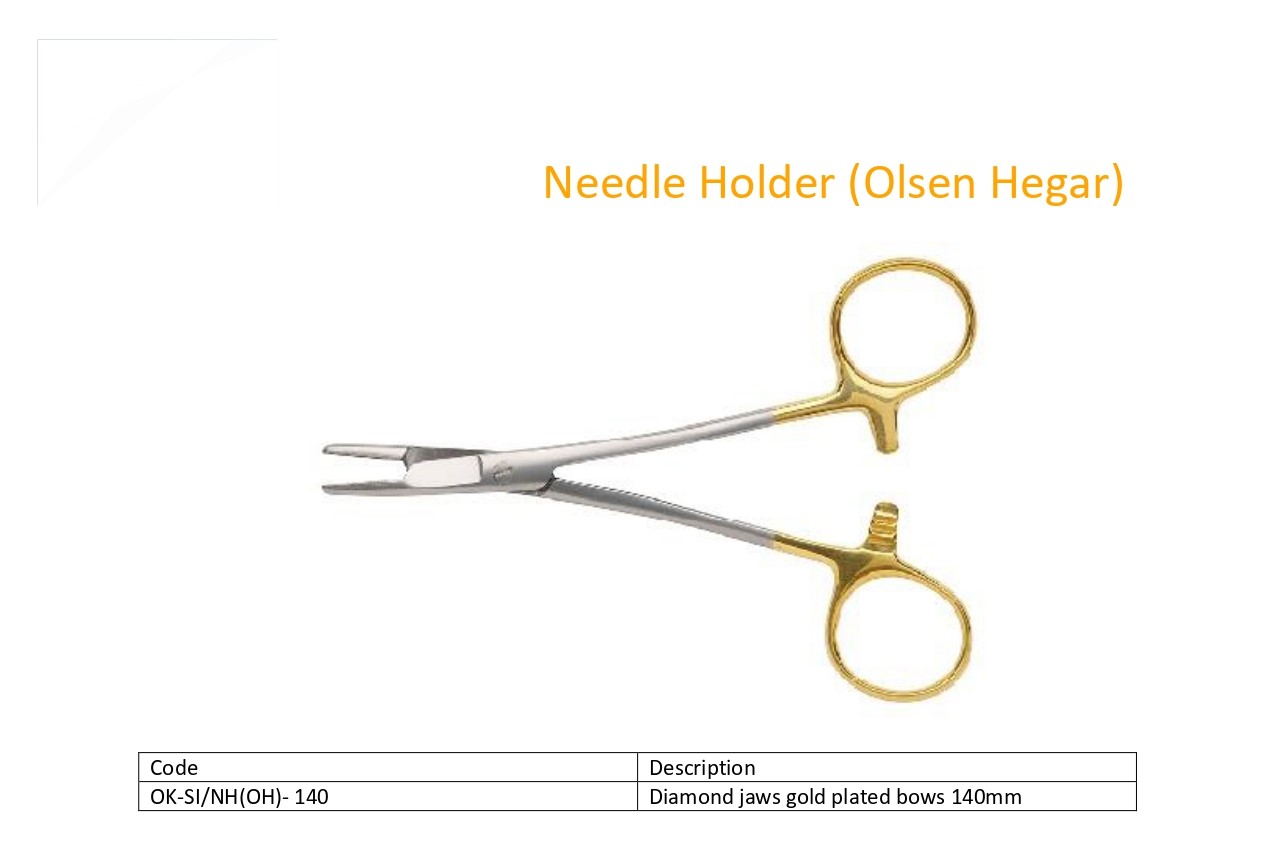 Needle Holder (Olsen Hegar)
Code Description
OK-SI/NH(OH)- 140 Diamond jaws gold plated bows 140mm